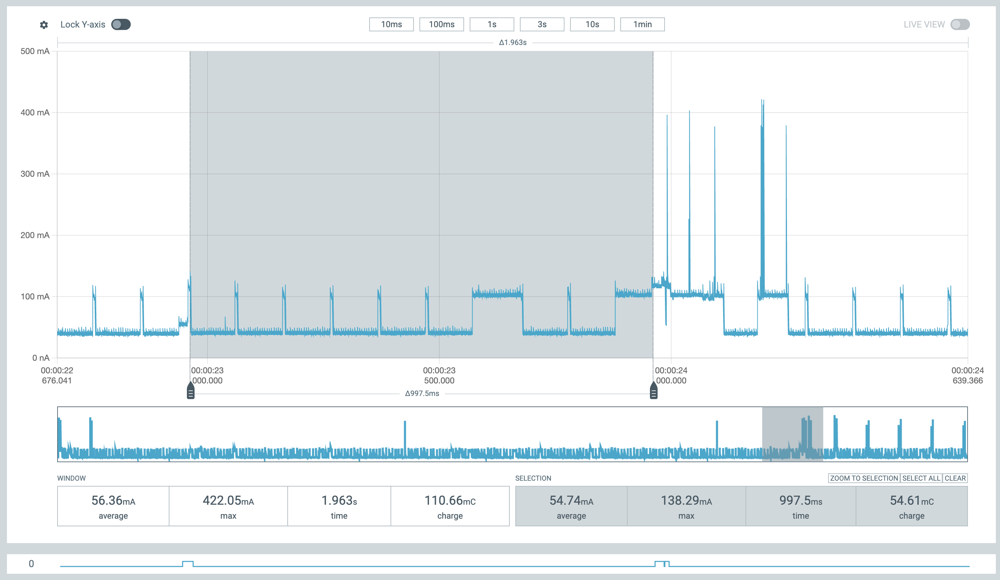 Lock Y-axis
10ms 100ms 1s 3s 10s 1min
LIVE VIEW
Δ1.963s
500 mA
400 mA
300 mA
200 mA
100 mA
0 nA
00:00:22 00:00:23 00:00:23 00:00:24 00:00:24
676.041 000.000 500.000 000.000 639.366
Δ997.5ms
WINDOW
56.36mA 422.05mA 1.963s 110.66mC
average max time charge
SELECTION
ZOOM TO SELECTION SELECT ALL CLEAR
54.74mA 138.29mA 997.5ms 54.61mC
average max time charge
0